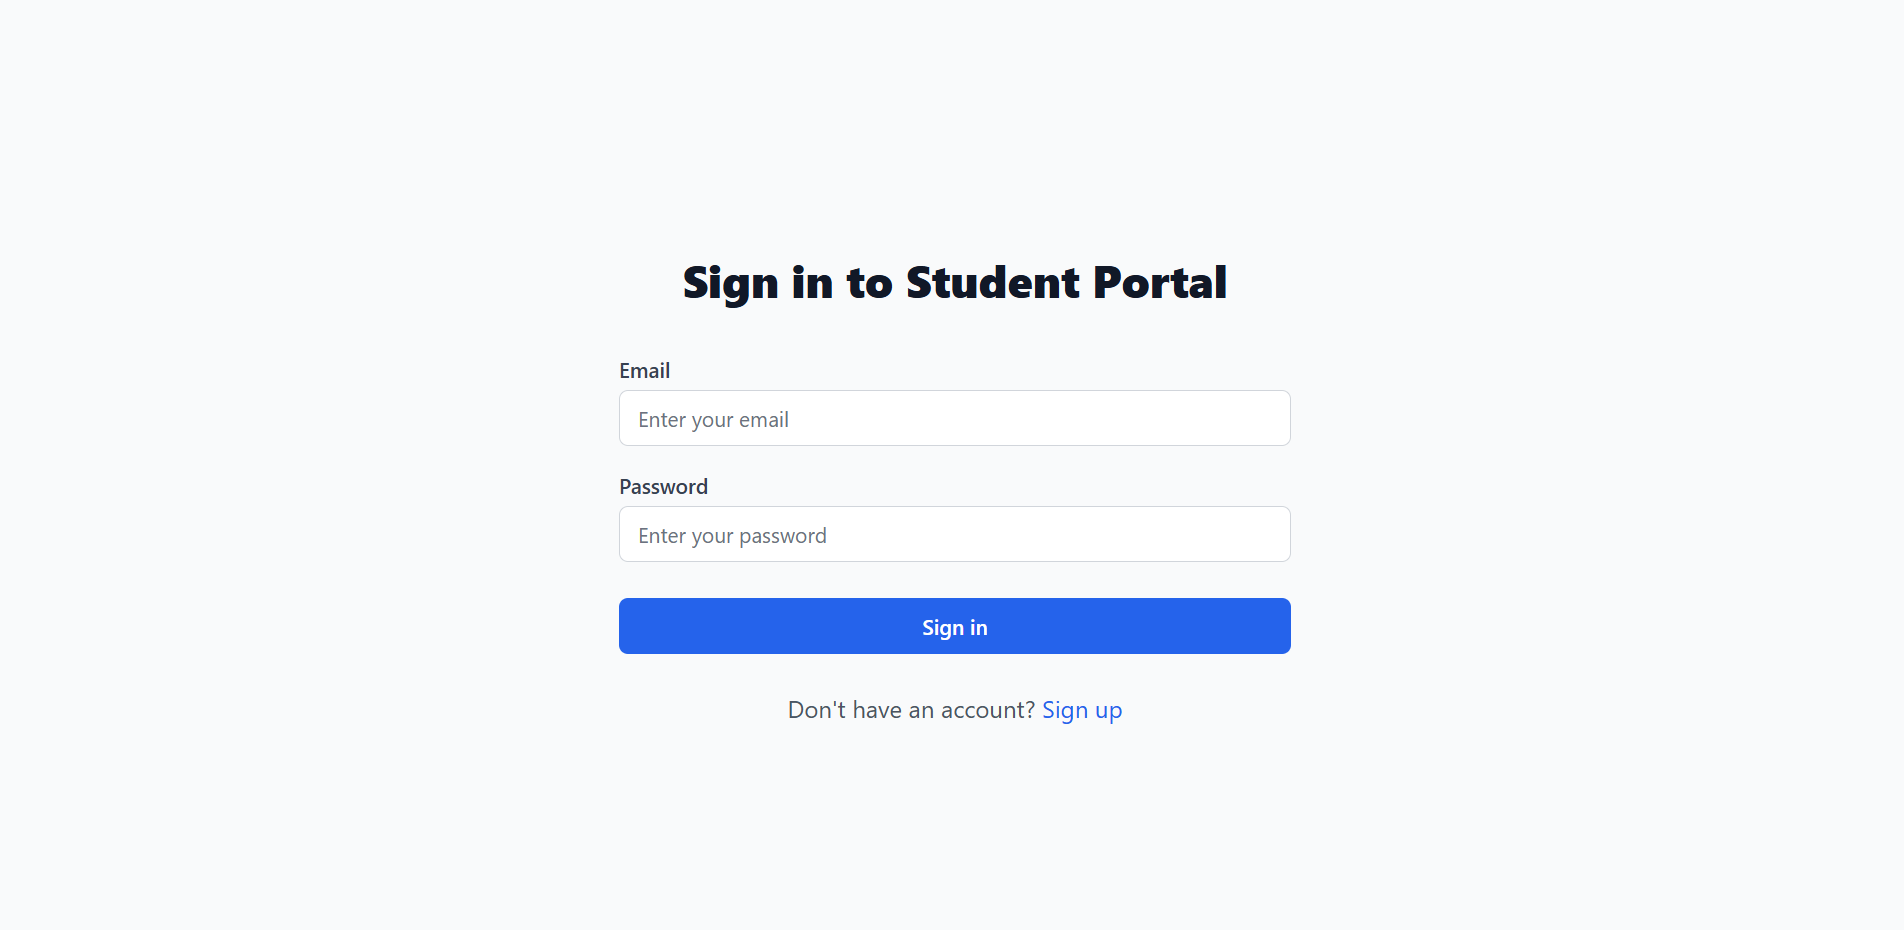 Sign in to Student Portal
Email
Enter your email
Password
Enter your password
Sign in
Don't have an account? Sign up